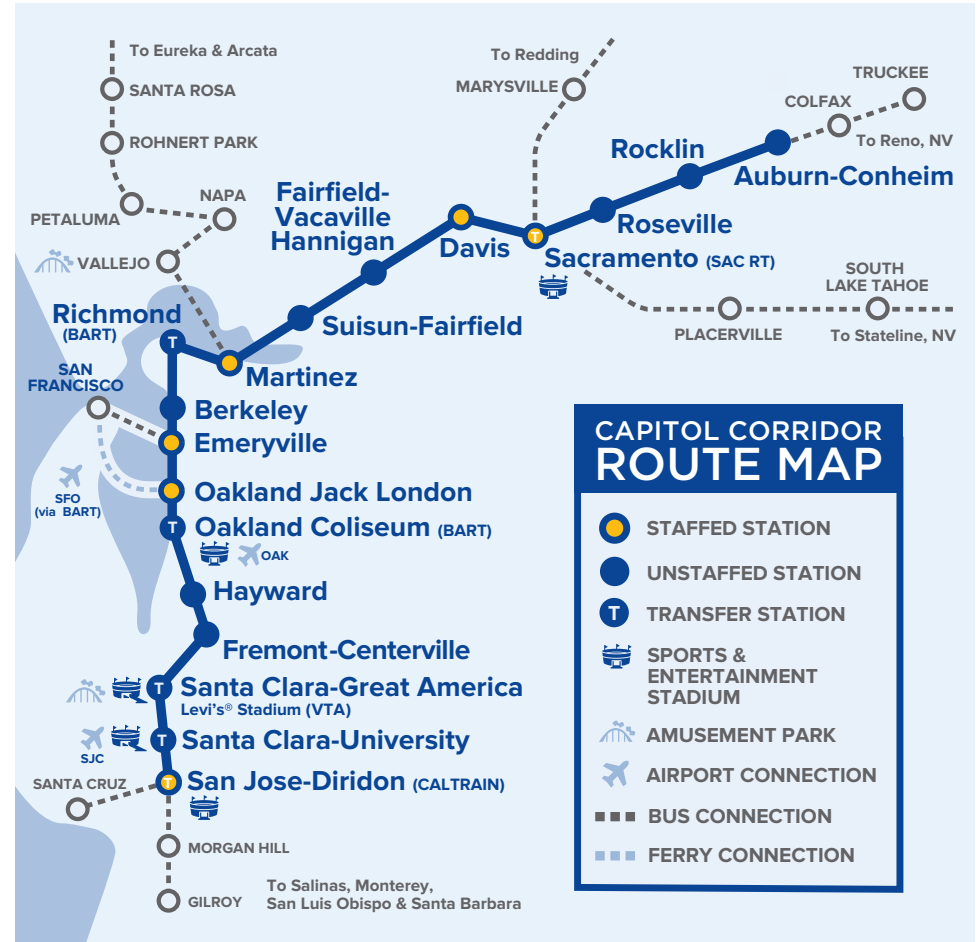 To Eureka & Arcata
SANTA ROSA
ROHNERT PARK
PETALUMA
NAPA
VALLEJO
To Redding
MARYSVILLE
TRUCKEE
COLFAX
To Reno, NV
Rocklin
Auburn-Conheim
Roseville
Fairfield-
Vacaville
Hannigan
Davis
T
Sacramento (SAC RT)
SOUTH
LAKE TAHOE
PLACERVILLE
To Stateline, NV
Suisun-Fairfield
Richmond
(BART)
T
Martinez
SAN
FRANCISCO
Berkeley
Emeryville
SFO
(via BART)
Oakland Jack London
T
Oakland Coliseum (BART)
OAK
Hayward
Fremont-Centerville
T
Santa Clara-Great America
Levi's® Stadium (VTA)
T
Santa Clara-University
SJC
T
San Jose-Diridon (CALTRAIN)
SANTA CRUZ
MORGAN HILL
GILROY
To Salinas, Monterey,
San Luis Obispo & Santa Barbara
CAPITOL CORRIDOR
ROUTE MAP
STAFFED STATION
UNSTAFFED STATION
T
TRANSFER STATION
SPORTS &
ENTERTAINMENT
STADIUM
AMUSEMENT PARK
AIRPORT CONNECTION
BUS CONNECTION
FERRY CONNECTION